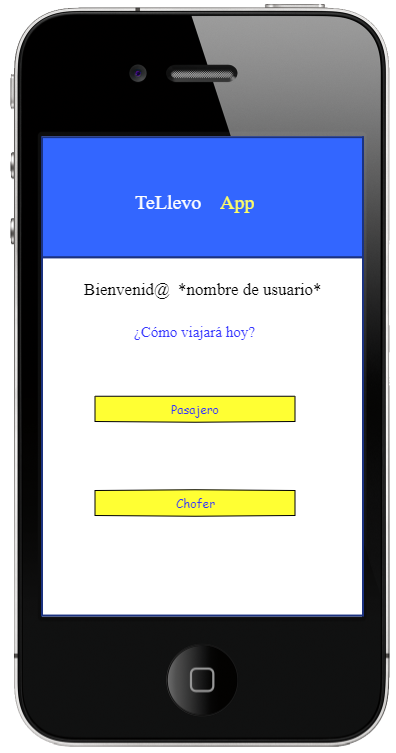 TeLlevo App
Bienvenid@ *nombre de usuario*
¿Cómo viajará hoy?
Pasajero
Chofer